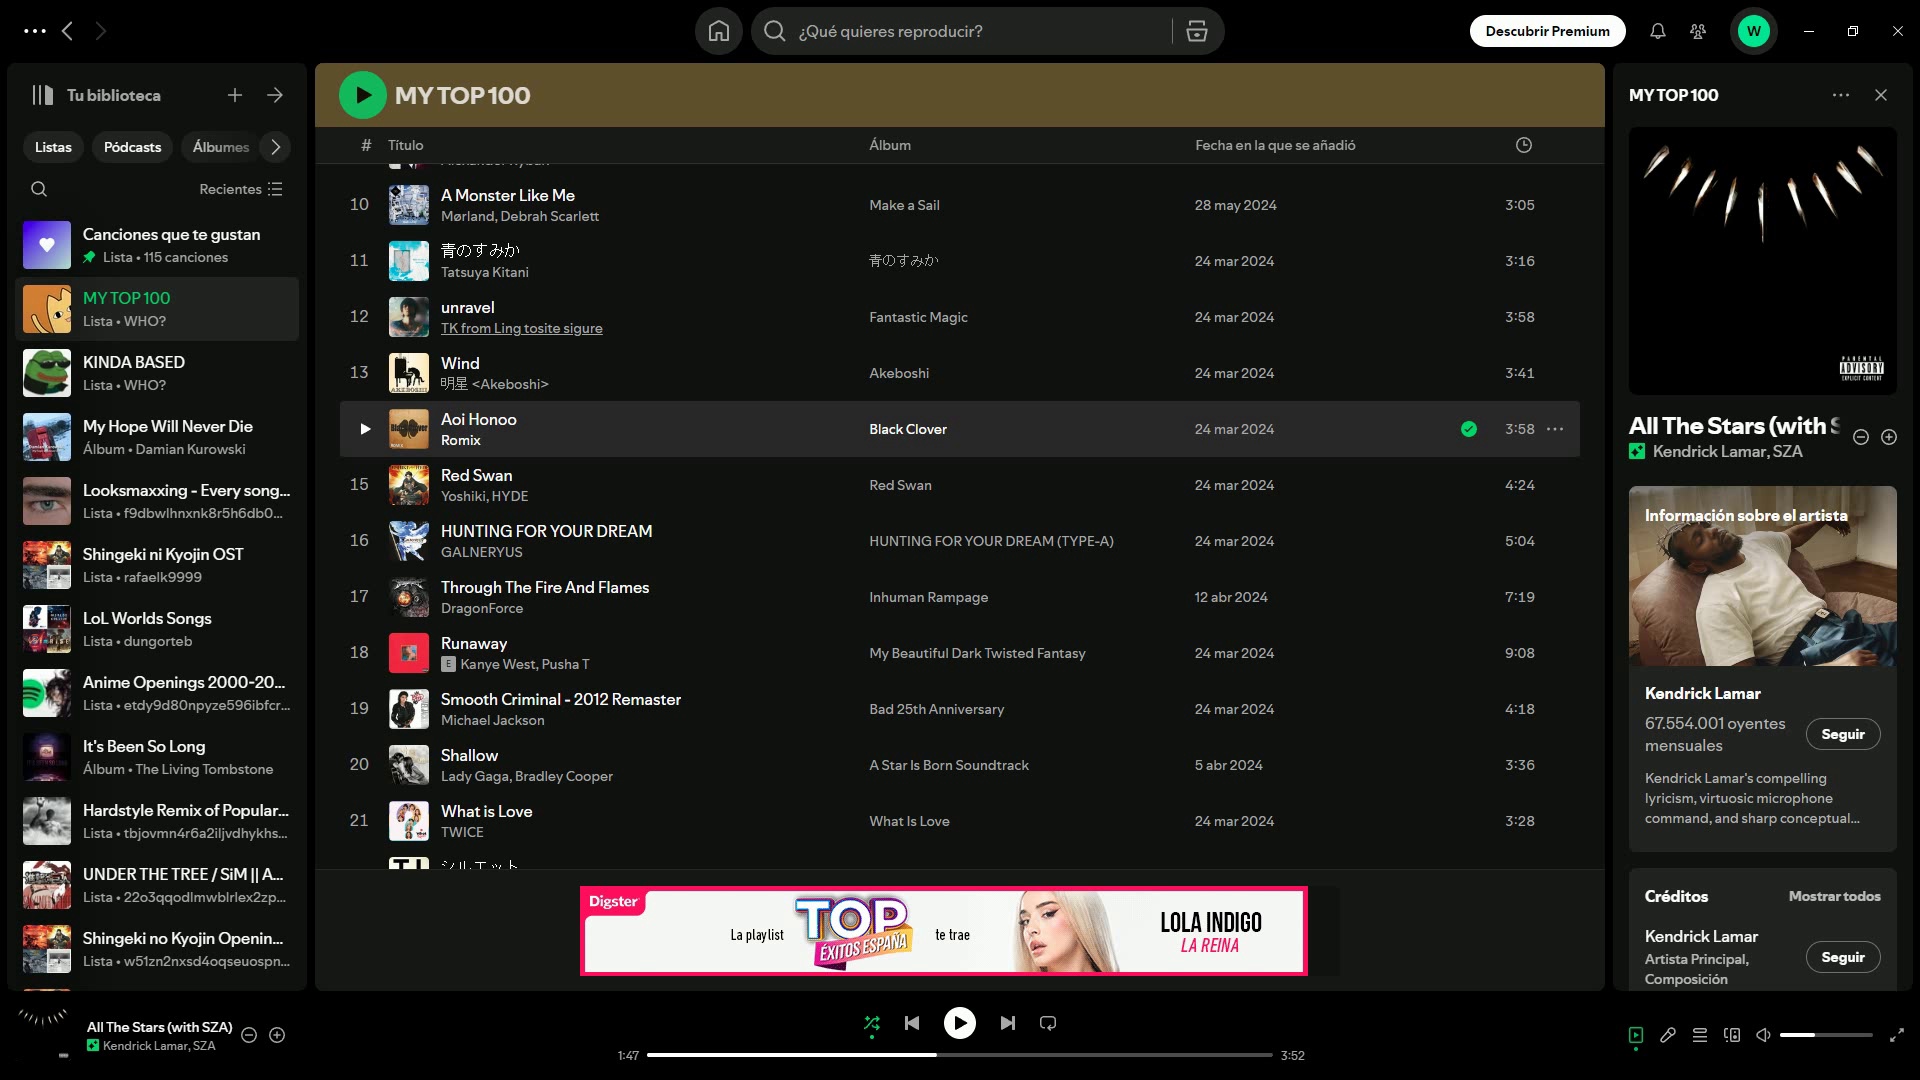 ¿Qué quieres reproducir?
Descubrir Premium
W
Tu biblioteca
Listas
Pódcasts
Álbumes
Recientes
Canciones que te gustan
Lista • 115 canciones
MY TOP 100
Lista • WHO?
KINDA BASED
Lista • WHO?
My Hope Will Never Die
Álbum • Damian Kurowski
Looksmaxxing - Every song...
Lista • f9dbwlhnxnk8r5h6db0...
Shingeki ni Kyojin OST
Lista • rafaelk9999
LoL Worlds Songs
Lista • dungorteb
Anime Openings 2000-20...
Lista • etdy9d80npyze596ibfcr...
It's Been So Long
Álbum • The Living Tombstone
Hardstyle Remix of Popular...
Lista • tbjovmn4r6a2iljvdhykhs...
UNDER THE TREE / SiM || A...
Lista • 22o3qqodlmwblrlex2zp...
Shingeki no Kyojin Openin...
Lista • w51zn2nxsd4oqseuospn...
MY TOP 100
# Título Álbum Fecha en la que se añadió
10 A Monster Like Me Make a Sail 28 may 2024 3:05
Mørland, Debrah Scarlett
11 青のすみか 青のすみか 24 mar 2024 3:16
Tatsuya Kitani
12 unravel Fantastic Magic 24 mar 2024 3:58
TK from Ling tosite sigure
13 Wind Akeboshi 24 mar 2024 3:41
明星 <Akeboshi>
Aoi Honoo Black Clover 24 mar 2024 3:58
Romix
15 Red Swan Red Swan 24 mar 2024 4:24
Yoshiki, HYDE
16 HUNTING FOR YOUR DREAM HUNTING FOR YOUR DREAM (TYPE-A) 24 mar 2024 5:04
GALNERYUS
17 Through The Fire And Flames Inhuman Rampage 12 abr 2024 7:19
DragonForce
18 Runaway My Beautiful Dark Twisted Fantasy 24 mar 2024 9:08
E Kanye West, Pusha T
19 Smooth Criminal - 2012 Remaster Bad 25th Anniversary 24 mar 2024 4:18
Michael Jackson
20 Shallow A Star Is Born Soundtrack 5 abr 2024 3:36
Lady Gaga, Bradley Cooper
21 What is Love What Is Love 24 mar 2024 3:28
TWICE
シルエット
Digster
La playlist TOP ÉXITOS ESPAÑA te trae
LOLA INDIGO
LA REINA
MY TOP 100
PARENTAL
ADVISORY
EXPLICIT CONTENT
All The Stars (with S
Kendrick Lamar, SZA
Información sobre el artista
Kendrick Lamar
67.554.001 oyentes
mensuales
Seguir
Kendrick Lamar's compelling
lyricism, virtuosic microphone
command, and sharp conceptual...
Créditos
Mostrar todos
Kendrick Lamar
Artista Principal,
Composición
Seguir
All The Stars (with SZA)
Kendrick Lamar, SZA
1:47
3:52